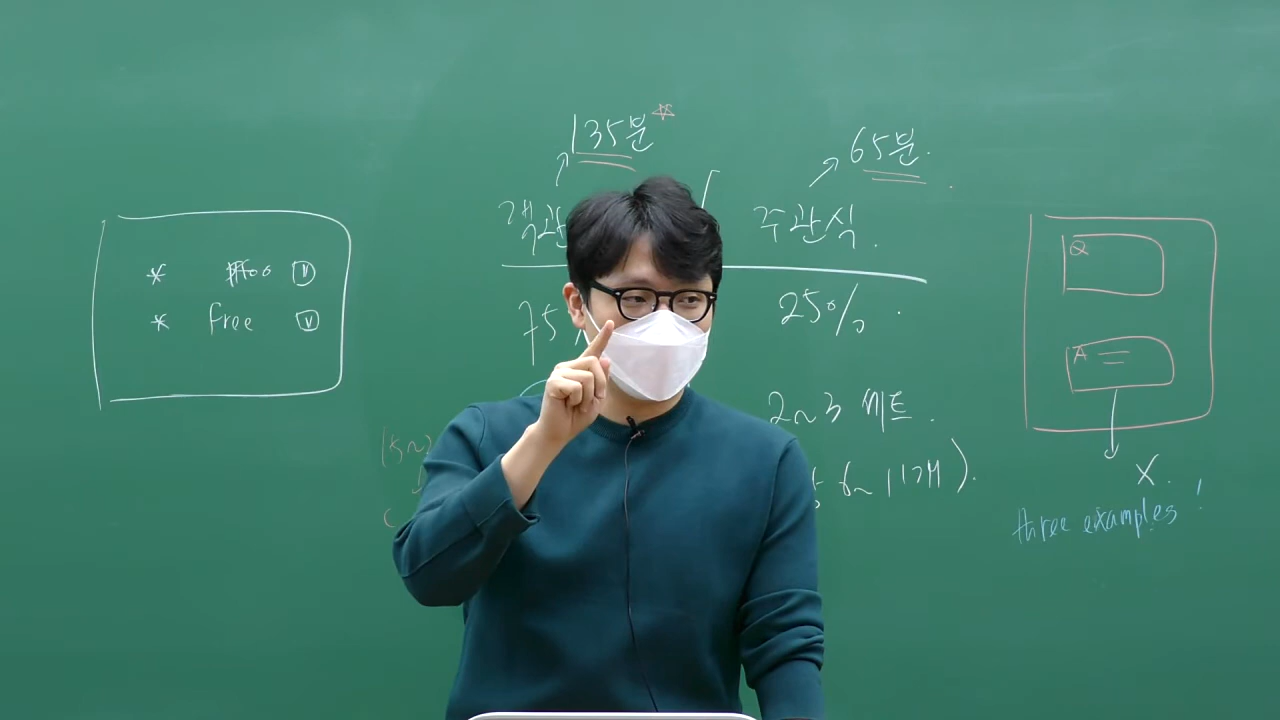 135분
65분.
객관
주관식.
75
25%.
2~3 세트.
6~11개).
* Free
Q
A
X.
three examples!